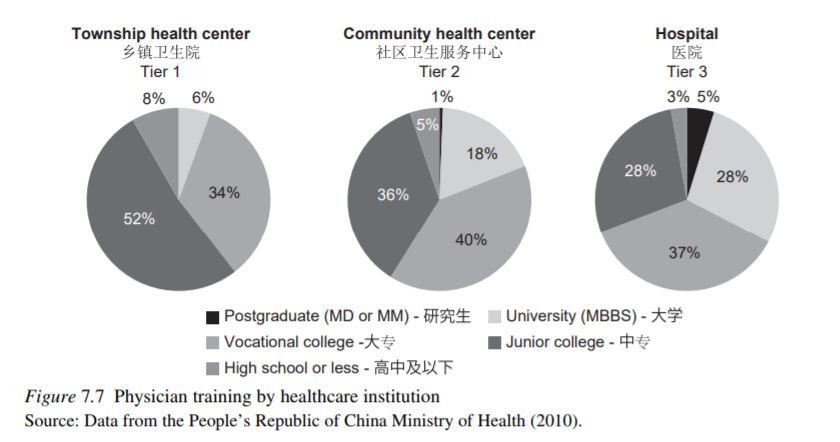 Township health center
乡镇卫生院
Tier 1
8%
6%
34%
52%
Community health center
社区卫生服务中心
Tier 2
1%
5%
18%
36%
40%
Hospital
医院
Tier 3
3% 5%
28%
28%
37%
Postgraduate (MD or MM) - 研究生
University (MBBS) - 大学
Vocational college -大专
Junior college - 中专
High school or less - 高中及以下
Figure 7.7 Physician training by healthcare institution
Source: Data from the People's Republic of China Ministry of Health (2010).